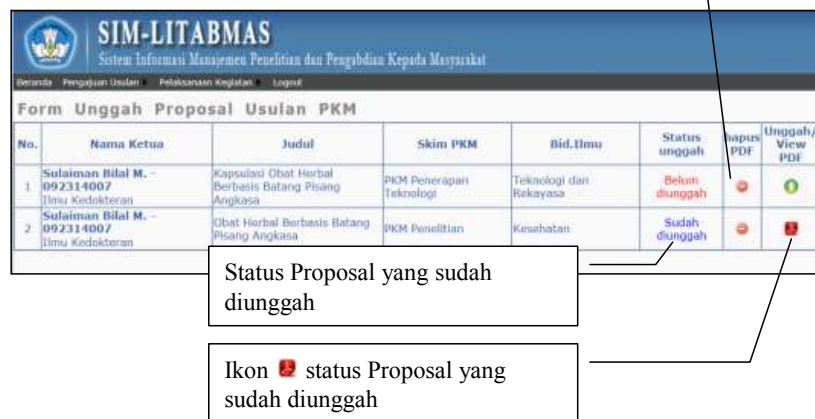 SIM-LITABMAS
Sistem Informasi Manajemen Penelitian dan Pengabdian Kepada Masyarakat
Beranda Pengajuan Usulan Pelaksanaan Kegiatan Logout
Form Unggah Proposal Usulan PKM
No. Nama Ketua Judul Skim PKM Bid.Ilmu Status unggah hapus PDF Unggah/ View PDF
1 Sulaiman Bilal M. - 092314007 Ilmu Kedokteran Kapsulasi Obat Herbal Berbasis Batang Pisang Angkasa PKM Penerapan Teknologi Teknologi dan Rekayasa Belum diunggah
2 Sulaiman Bilal M. - 092314007 Ilmu Kedokteran Obat Herbal Berbasis Batang Pisang Angkasa PKM Penelitian Kesehatan Sudah diunggah
Status Proposal yang sudah
diunggah
Ikon status Proposal yang
sudah diunggah